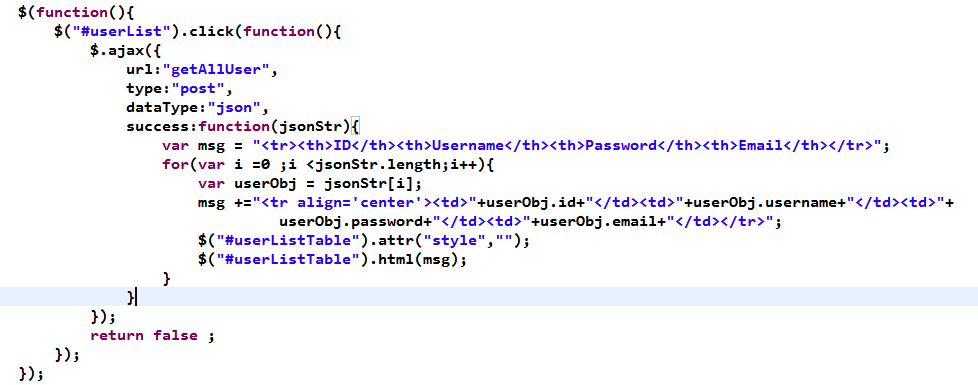 $(function(){
    $("#userList").click(function(){
        $.ajax({
            url:"getAllUser",
            type:"post",
            dataType:"json",
            success:function(jsonStr){
                var msg = "<tr><th>ID</th><th>Username</th><th>Password</th><th>Email</th></tr>";
                for(var i =0 ;i <jsonStr.length;i++){
                    var userObj = jsonStr[i];
                    msg +="<tr align='center'><td>"+userObj.id+"</td><td>"+userObj.username+"</td><td>"+
                             userObj.password+"</td><td>"+userObj.email+"</td></tr>";
                    $("#userListTable").attr("style","");
                    $("#userListTable").html(msg);
                }
            }
        });
        return false ;
    });
});